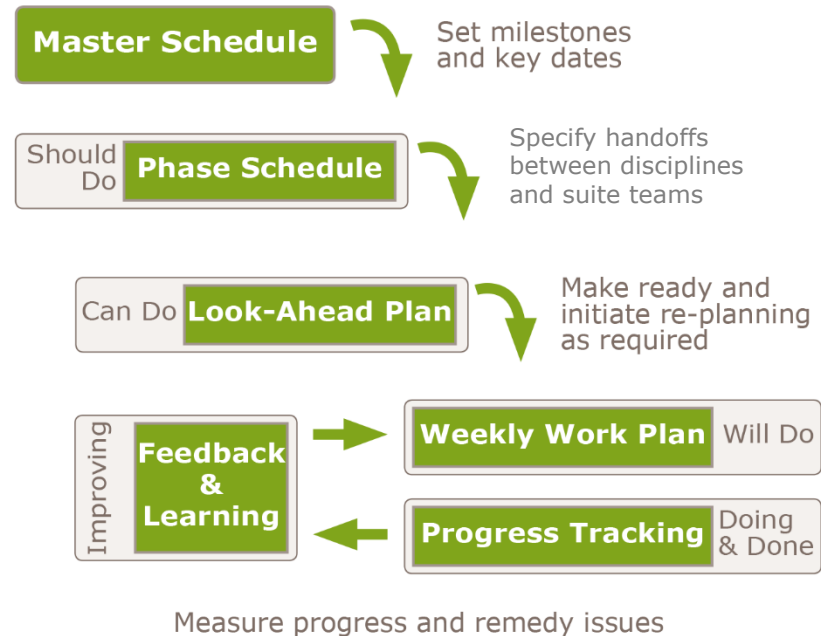 Master Schedule
Set milestones
and key dates
Should
Do
Phase Schedule
Specify handoffs
between disciplines
and suite teams
Can Do
Look-Ahead Plan
Make ready and
initiate re-planning
as required
Improving
Feedback
&
Learning
Weekly Work Plan
Will Do
Progress Tracking
Doing
& Done
Measure progress and remedy issues